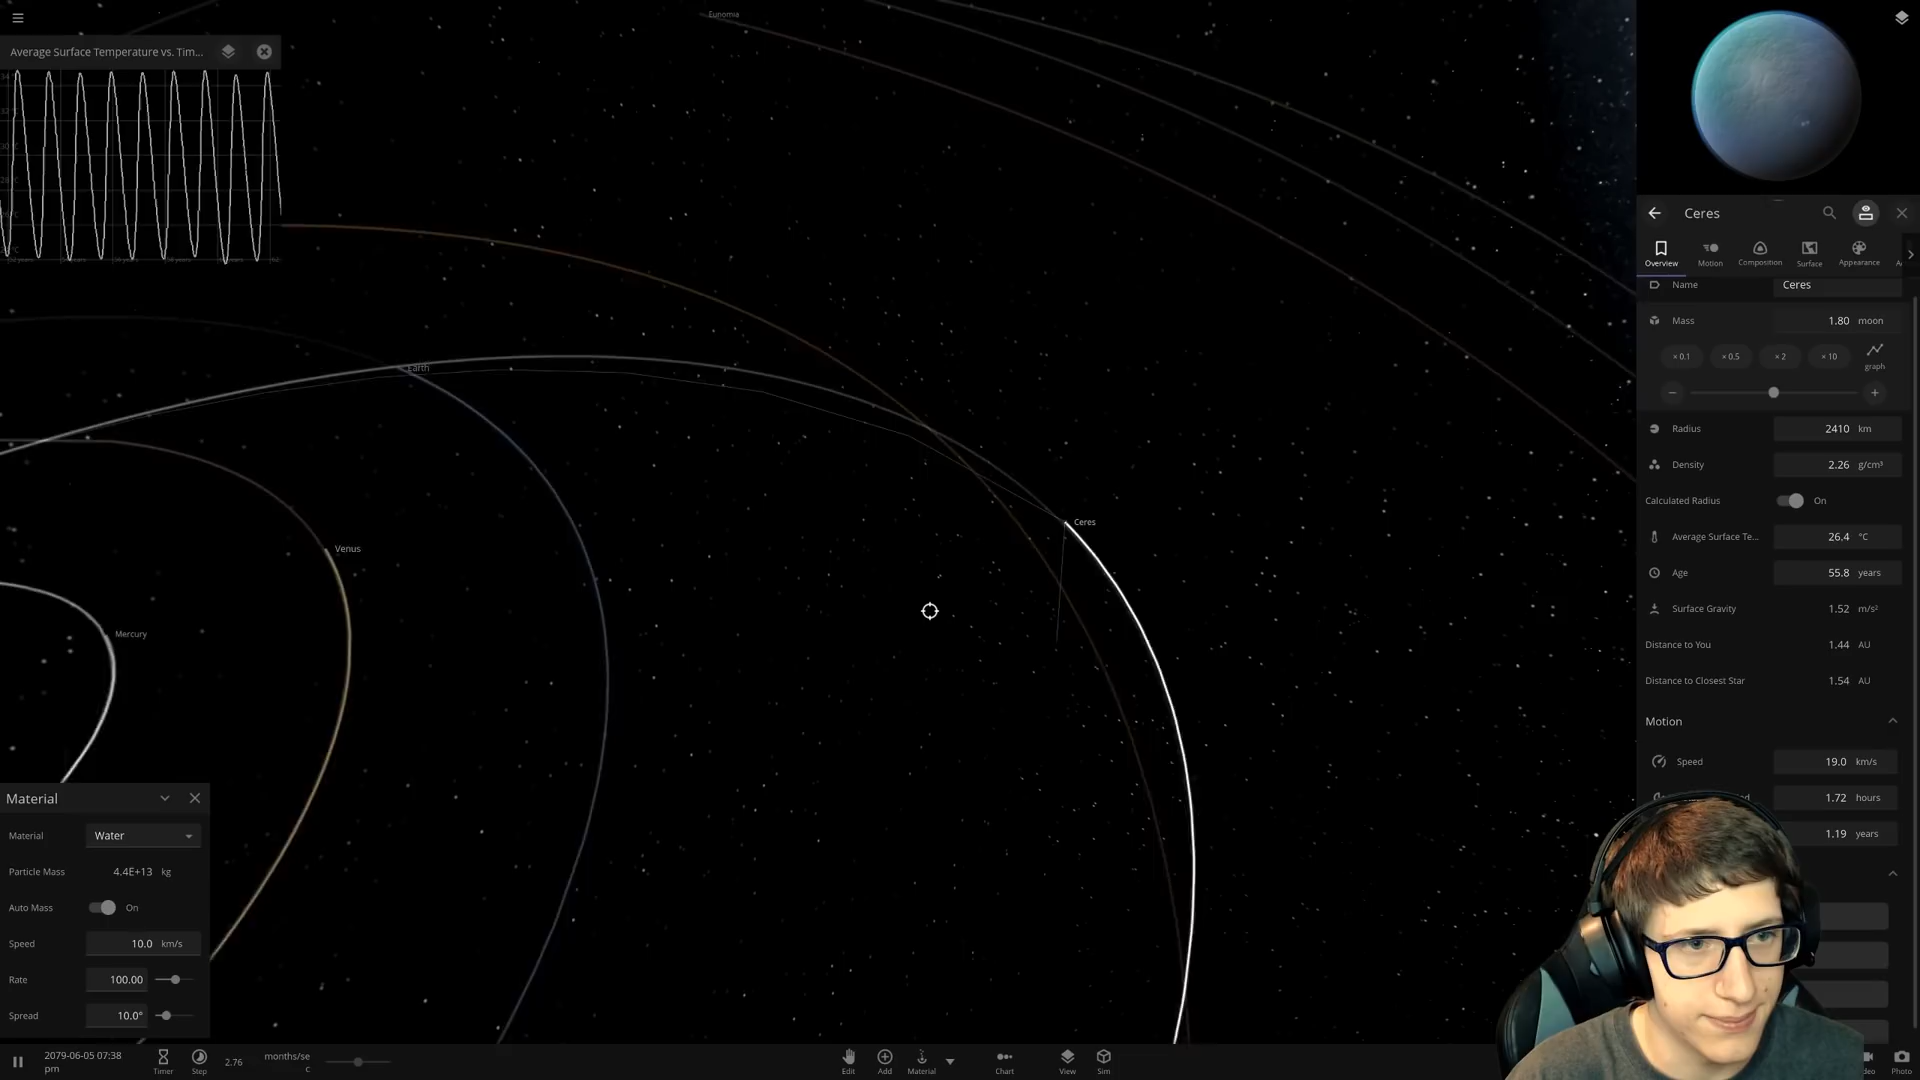 Eunomia
Average Surface Temperature vs. Tim...
Earth
Ceres
Venus
Mercury
Material
Material
Water
Particle Mass
4.4E+13 kg
Auto Mass
On
Speed
10.0 km/s
Rate
100.00
Spread
10.0°
2079-06-05 07:38
pm
Timer
Step
2.76
months/se
c
Edit
Add
Material
Chart
View
Sim
Ceres
Overview
Motion
Composition
Surface
Appearance
Name
Ceres
Mass
1.80 moon
× 0.1
× 0.5
× 2
× 10
graph
Radius
2410 km
Density
2.26 g/cm³
Calculated Radius
On
Average Surface Te...
26.4 °C
Age
55.8 years
Surface Gravity
1.52 m/s²
Distance to You
1.44 AU
Distance to Closest Star
1.54 AU
Motion
Speed
19.0 km/s
1.72 hours
1.19 years
Photo